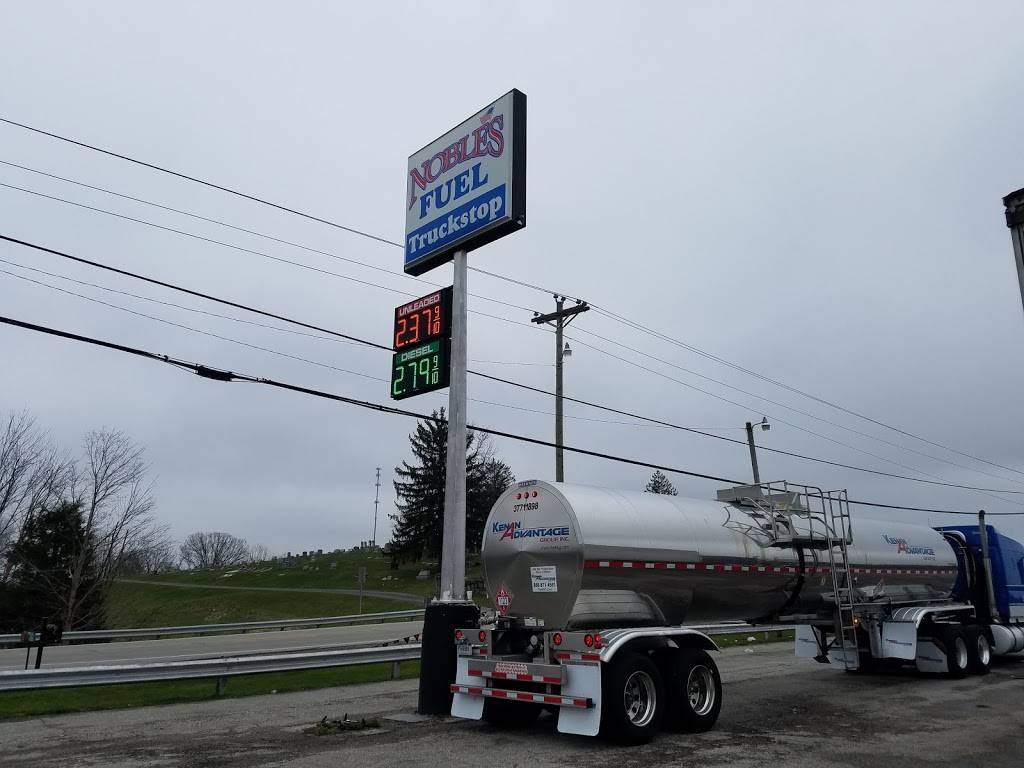 NOBLE'S
FUEL
Truckstop
UNLEADED
2.37 9/10
DIESEL
2.79 9/10
37711898
KENAN
ADVANTAGE
GROUP, INC.
KENAN
ADVANTAGE